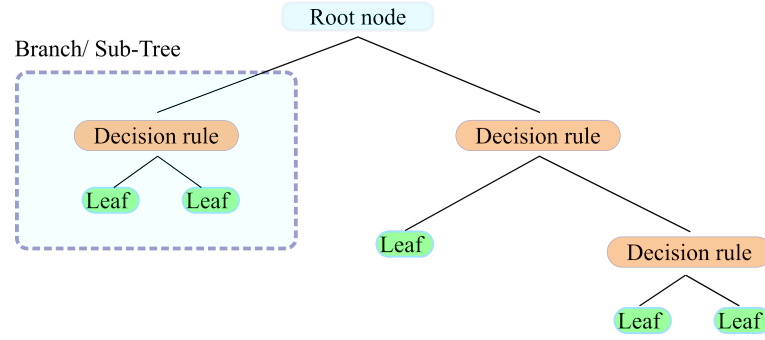 Root node
Branch/ Sub-Tree
Decision rule
Decision rule
Leaf
Leaf
Leaf
Decision rule
Leaf
Leaf